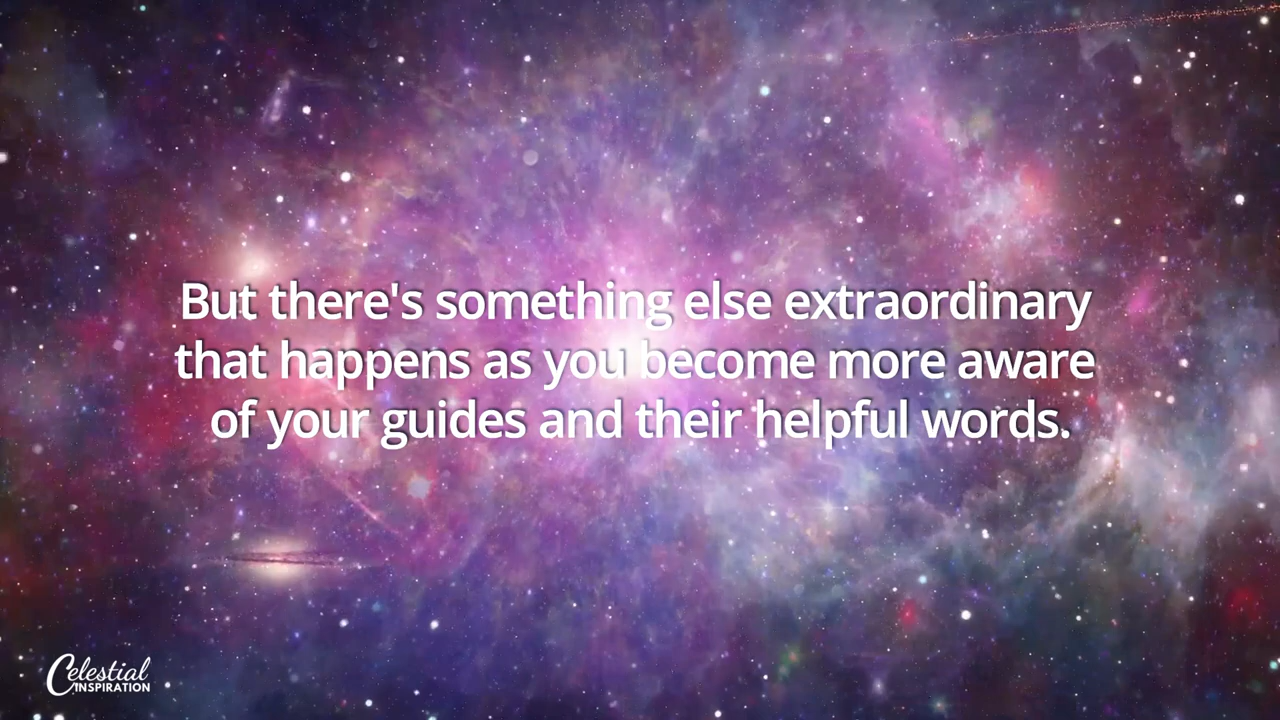 But there's something else extraordinary
that happens as you become more aware
of your guides and their helpful words.
Celestial
INSPIRATION